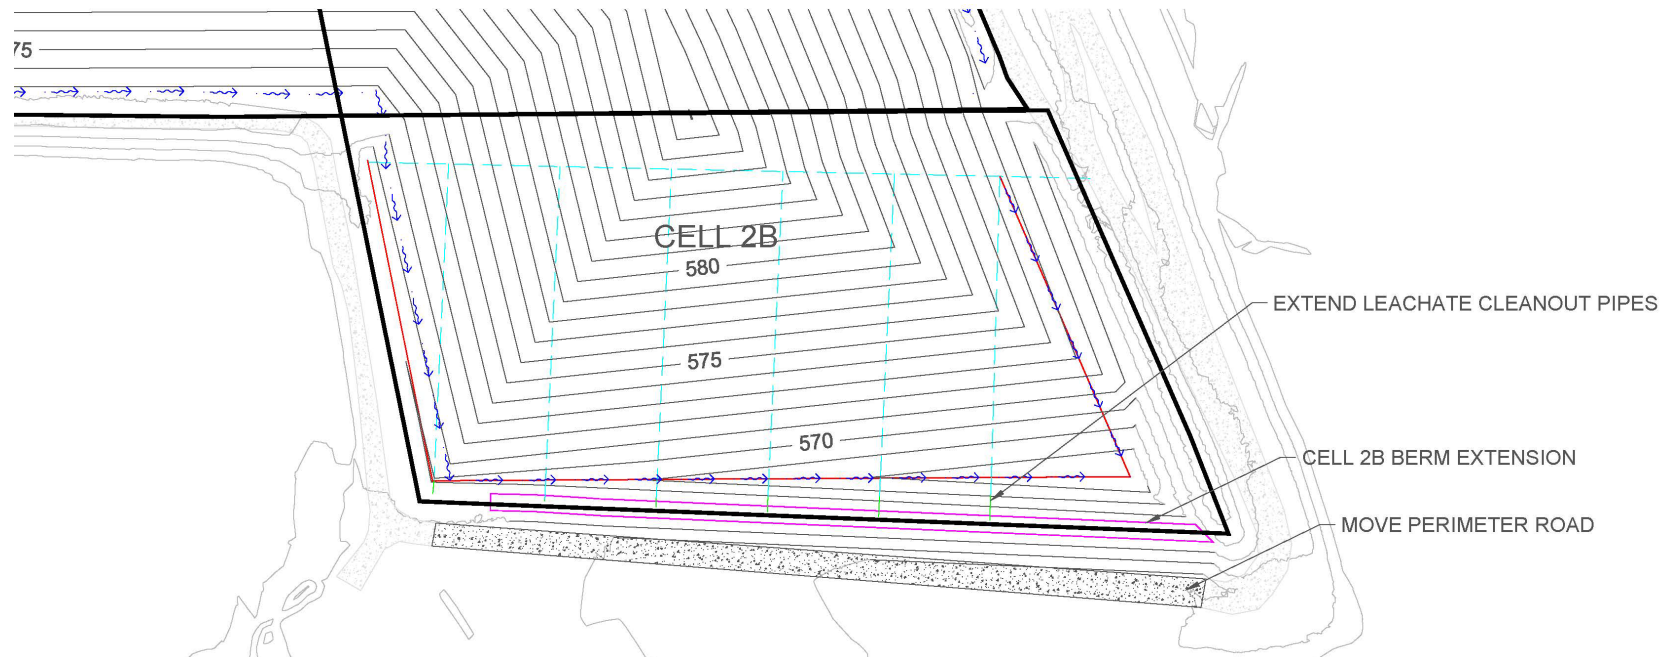 75
CELL 2B
580
EXTEND LEACHATE CLEANOUT PIPES
575
570
CELL 2B BERM EXTENSION
MOVE PERIMETER ROAD